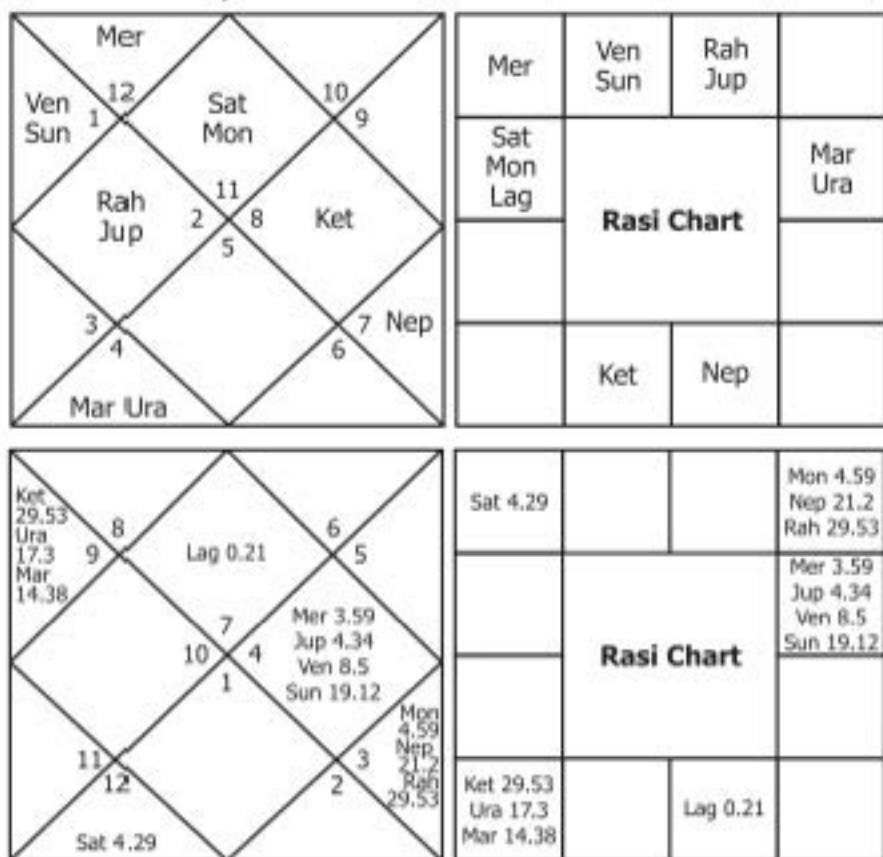 Mer
Ven
Sun
12
1
Sat
Mon
10
9
Rah
Jup
11
2
8
5
Ket
3
4
7
6
Nep
Mar Ura
Mer
Ven
Sun
Rah
Jup
Sat
Mon
Lag
Mar
Ura
Rasi Chart
Ket
Nep
Ket
29.53
Ura
17.3
Mar
14.38
8
9
Lag 0.21
6
5
7
10
4
1
Mer 3.59
Jup 4.34
Ven 8.5
Sun 19.12
11
12
3
2
Mon
4.59
Nep
21.2
Rah
29.53
Sat 4.29
Sat 4.29
Mon 4.59
Nep 21.2
Rah 29.53
Mer 3.59
Jup 4.34
Ven 8.5
Sun 19.12
Rasi Chart
Ket 29.53
Ura 17.3
Mar 14.38
Lag 0.21